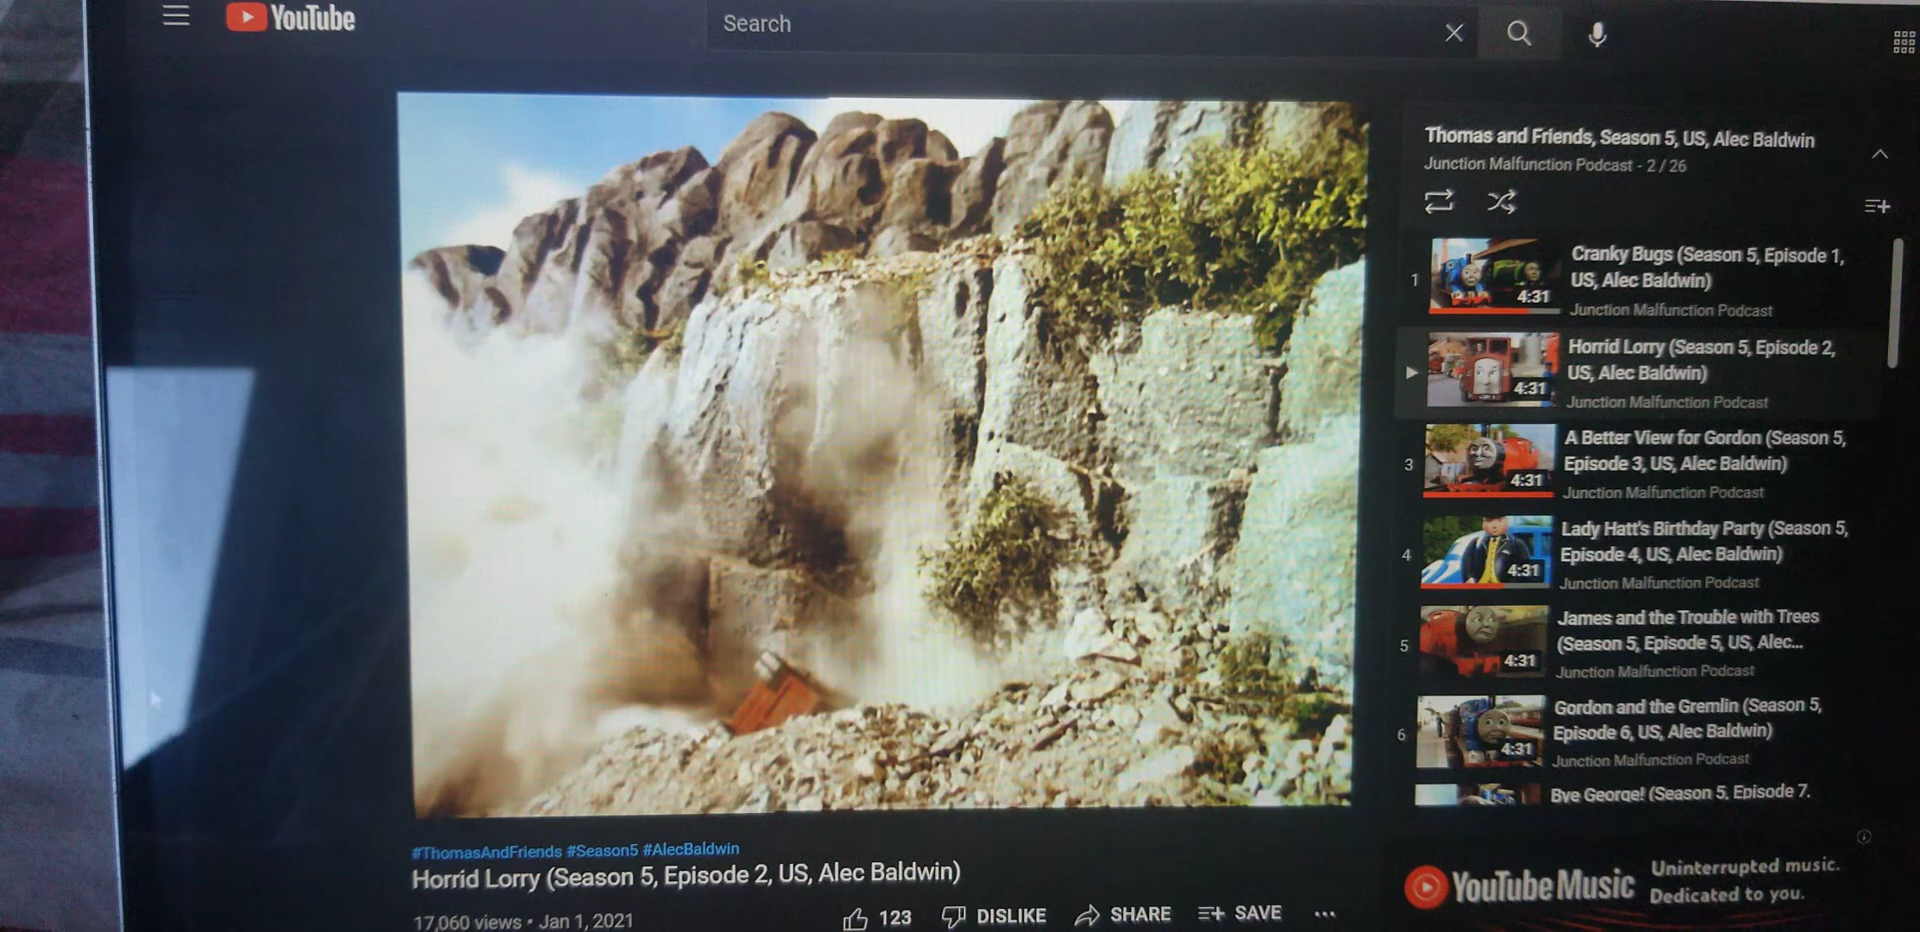 YouTube
Search
Thomas and Friends, Season 5, US, Alec Baldwin
Junction Malfunction Podcast - 2 / 26
1
4:31
Cranky Bugs (Season 5, Episode 1,
US, Alec Baldwin)
Junction Malfunction Podcast
4:31
Horrid Lorry (Season 5, Episode 2,
US, Alec Baldwin)
Junction Malfunction Podcast
3
4:31
A Better View for Gordon (Season 5,
Episode 3, US, Alec Baldwin)
Junction Malfunction Podcast
4
4:31
Lady Hatt's Birthday Party (Season 5,
Episode 4, US, Alec Baldwin)
Junction Malfunction Podcast
5
4:31
James and the Trouble with Trees
(Season 5, Episode 5, US, Alec...
Junction Malfunction Podcast
6
4:31
Gordon and the Gremlin (Season 5,
Episode 6, US, Alec Baldwin)
Junction Malfunction Podcast
Bye George! (Season 5, Episode 7,
#ThomasAndFriends #Season5 #AlecBaldwin
Horrid Lorry (Season 5, Episode 2, US, Alec Baldwin)
17,060 views • Jan 1, 2021
123 DISLIKE SHARE SAVE ...
YouTube Music
Uninterrupted music.
Dedicated to you.